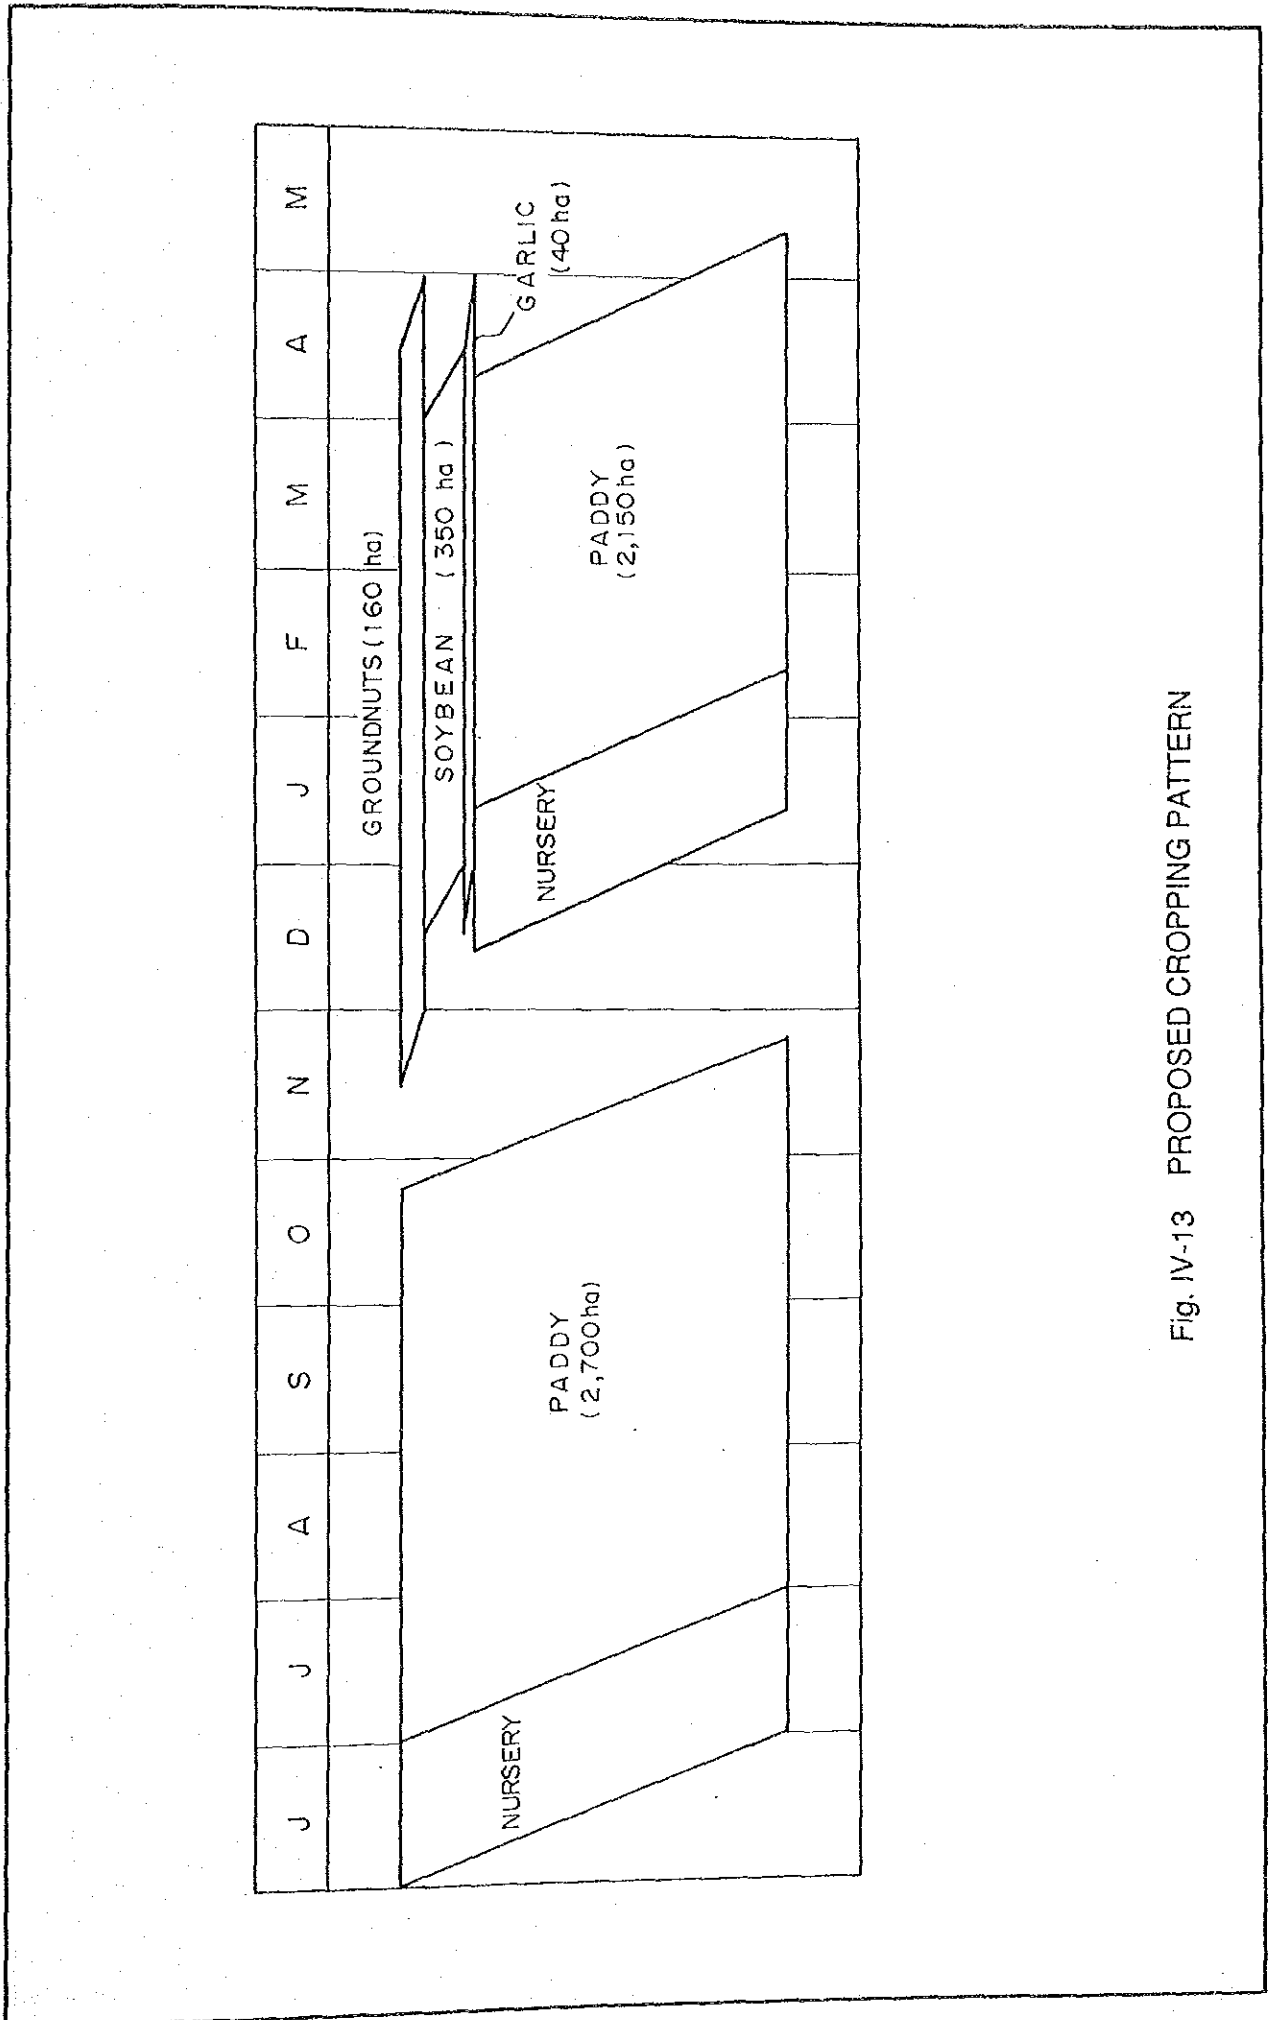 J J A S O N D J F M A M
GROUNDNUTS (160 ha)
SOYBEAN (350 ha)
GARLIC
(40 ha)
NURSERY
PADDY
(2,700 ha)
NURSERY
PADDY
(2,150 ha)
Fig. IV-13 PROPOSED CROPPING PATTERN